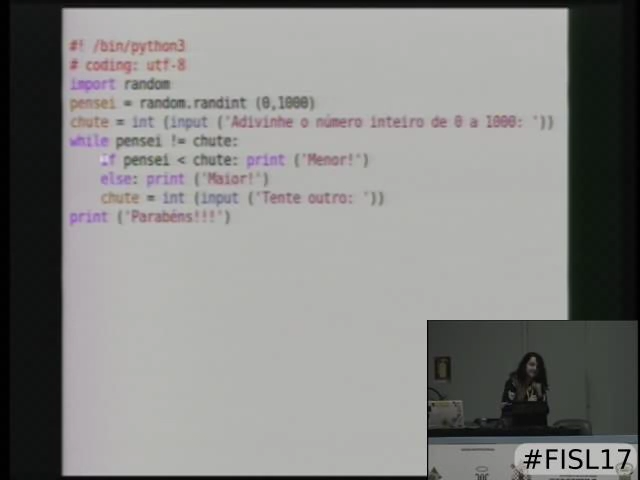 #! /bin/python3
# coding: utf-8
import random
pensei = random.randint (0,1000)
chute = int (input ('Adivinhe o número inteiro de 0 a 1000: '))
while pensei != chute:
if pensei < chute: print ('Menor!')
else: print ('Maior!')
chute = int (input ('Tente outro: '))
print ('Parabéns!!!')
#FISL17